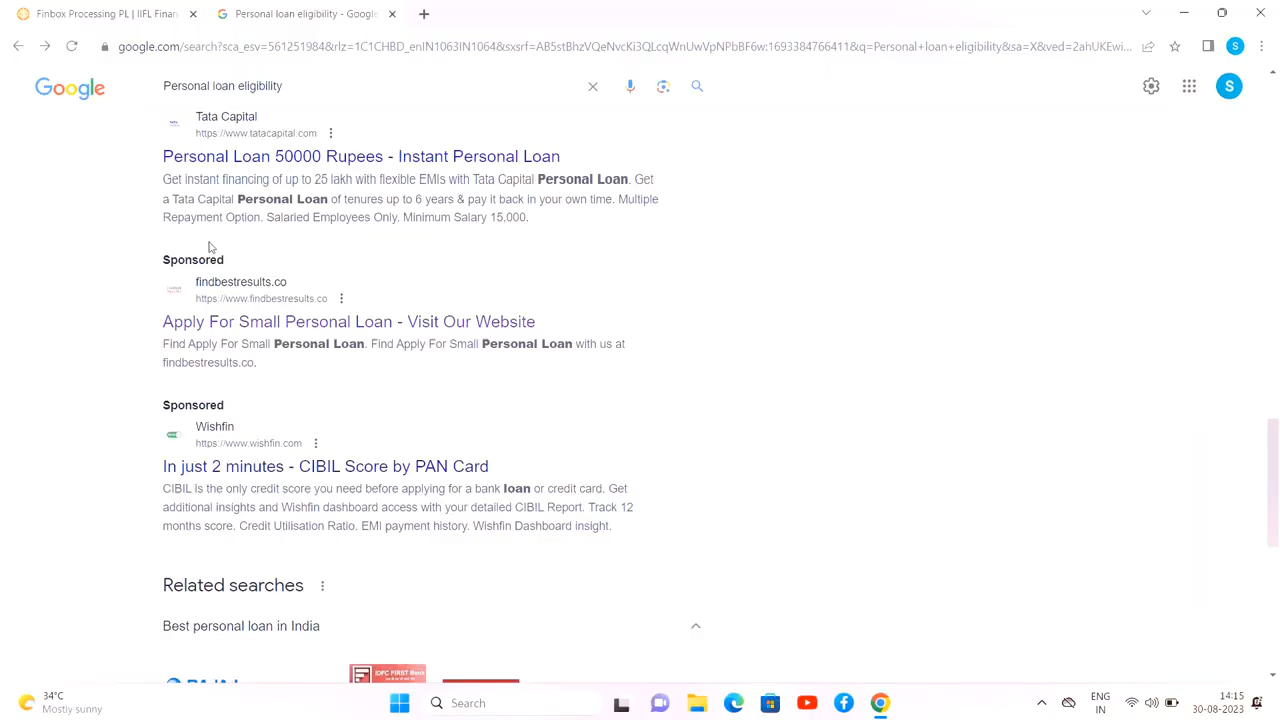 Finbox Processing PL | IIFL Finan
Personal loan eligibility - Google
google.com/search?sca_esv=561251984&rlz=1C1CHBD_enIN1063IN1064&sxsrf=AB5stBhzVQeNvcKi3QLcqWnUwVpNPbBF6w:1693384766411&q=Personal+loan+eligibility&sa=X&ved=2ahUKEwi...
S
Google
Personal loan eligibility
S
Tata Capital
https://www.tatacapital.com
Personal Loan 50000 Rupees - Instant Personal Loan
Get instant financing of up to 25 lakh with flexible EMIs with Tata Capital Personal Loan. Get
a Tata Capital Personal Loan of tenures up to 6 years & pay it back in your own time. Multiple
Repayment Option. Salaried Employees Only. Minimum Salary 15,000.
Sponsored
findbestresults.co
https://www.findbestresults.co
Apply For Small Personal Loan - Visit Our Website
Find Apply For Small Personal Loan. Find Apply For Small Personal Loan with us at
findbestresults.co.
Sponsored
Wishfin
https://www.wishfin.com
In just 2 minutes - CIBIL Score by PAN Card
CIBIL is the only credit score you need before applying for a bank loan or credit card. Get
additional insights and Wishfin dashboard access with your detailed CIBIL Report. Track 12
months score. Credit Utilisation Ratio. EMI payment history. Wishfin Dashboard insight.
Related searches
Best personal loan in India
IDFC FIRST Bank
34°C
Mostly sunny
Search
ENG
IN
14:15
30-08-2023